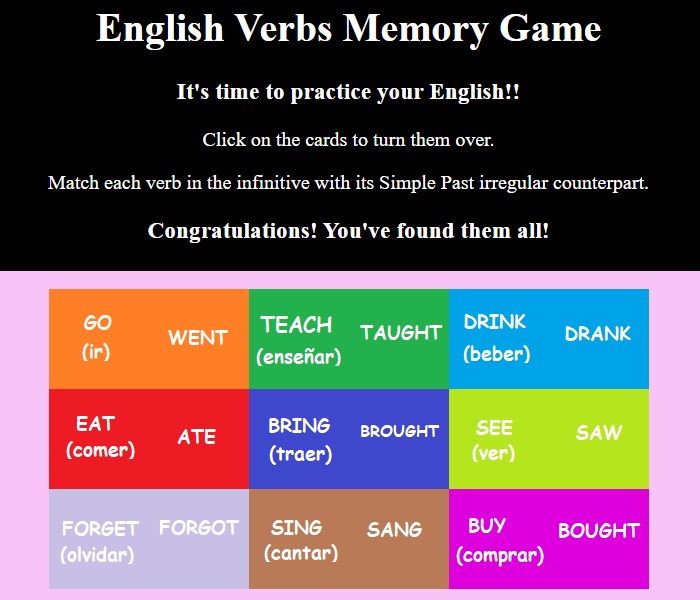 English Verbs Memory Game
It's time to practice your English!!
Click on the cards to turn them over.
Match each verb in the infinitive with its Simple Past irregular counterpart.
Congratulations! You've found them all!
GO
(ir)
WENT
TEACH
(enseñar)
TAUGHT
DRINK
(beber)
DRANK
EAT
(comer)
ATE
BRING
(traer)
BROUGHT
SEE
(ver)
SAW
FORGET
(olvidar)
FORGOT
SING
(cantar)
SANG
BUY
(comprar)
BOUGHT